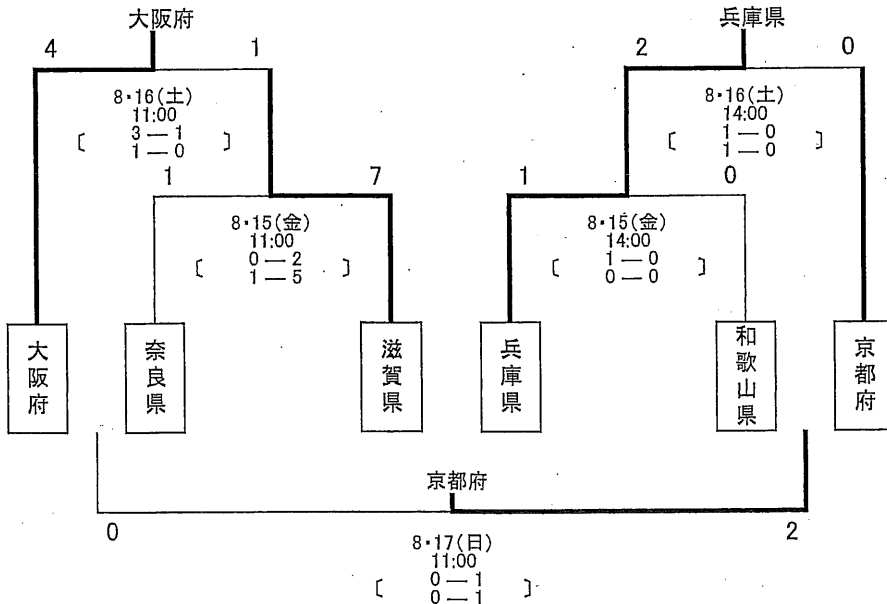 大阪府
兵庫県
4
1
2
0
8・16(土)
11:00
〔 3 ― 1 〕
1 ― 0
8・16(土)
14:00
〔 1 ― 0 〕
1 ― 0
1
7
1
0
8・15(金)
11:00
〔 0 ― 2 〕
1 ― 5
8・15(金)
14:00
〔 1 ― 0 〕
0 ― 0
大阪府
奈良県
滋賀県
兵庫県
和歌山県
京都府
京都府
0
2
8・17(日)
11:00
〔 0 ― 1 〕
0 ― 1